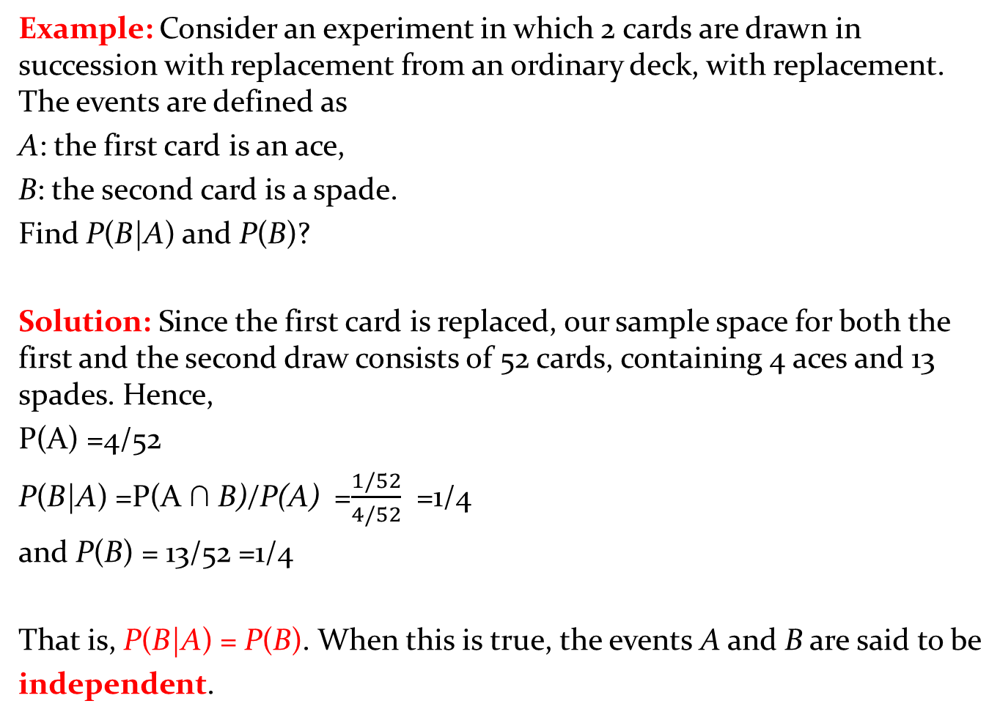 Example: Consider an experiment in which 2 cards are drawn in
succession with replacement from an ordinary deck, with replacement.
The events are defined as
A: the first card is an ace,
B: the second card is a spade.
Find P(B|A) and P(B)?
Solution: Since the first card is replaced, our sample space for both the
first and the second draw consists of 52 cards, containing 4 aces and 13
spades. Hence,
P(A) =4/52
P(B|A) =P(A ∩ B)/P(A) =\frac{1/52}{4/52} =1/4
and P(B) = 13/52 =1/4
That is, P(B|A) = P(B). When this is true, the events A and B are said to be
independent.